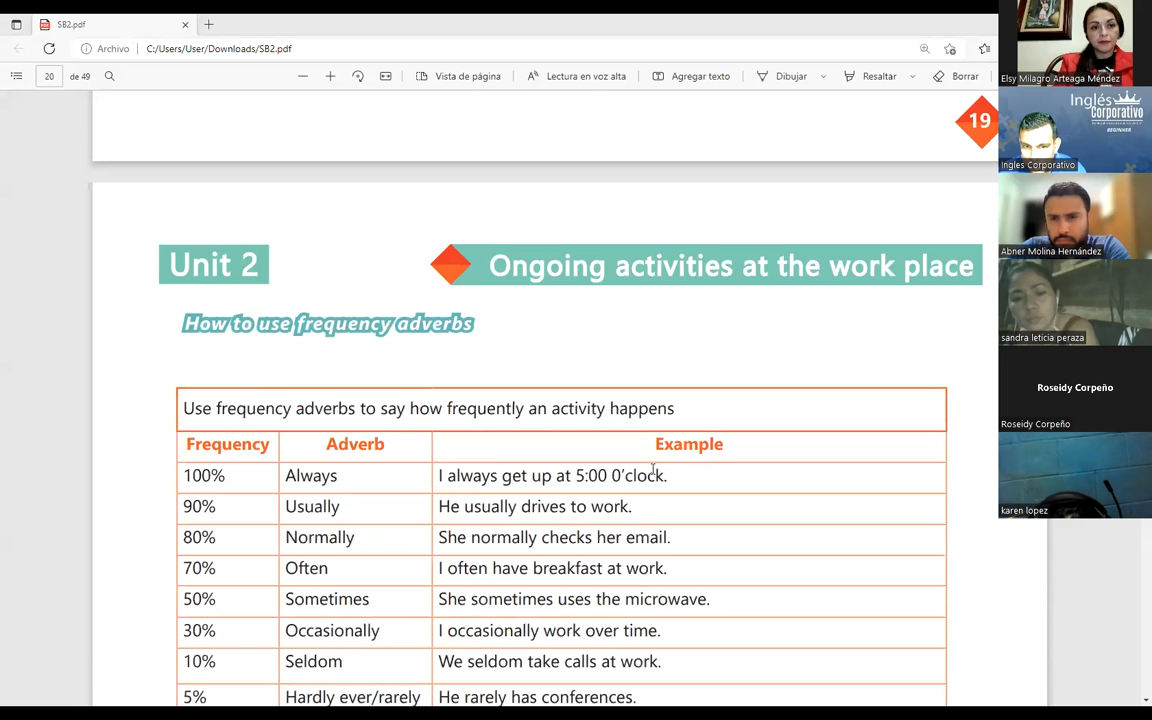 SB2.pdf
Archivo C:/Users/User/Downloads/SB2.pdf
20 de 49 Vista de página Lectura en voz alta Agregar texto Dibujar Resaltar Borrar
19
Unit 2 Ongoing activities at the work place
How to use frequency adverbs
Use frequency adverbs to say how frequently an activity happens
Frequency Adverb Example
100% Always I always get up at 5:00 0'clock.
90% Usually He usually drives to work.
80% Normally She normally checks her email.
70% Often I often have breakfast at work.
50% Sometimes She sometimes uses the microwave.
30% Occasionally I occasionally work over time.
10% Seldom We seldom take calls at work.
5% Hardly ever/rarely He rarely has conferences.
Elsy Milagro Arteaga Méndez
Inglés
Corporativo
BEGINNER
Ingles Corporativo
Abner Molina Hernández
sandra leticia peraza
Roseidy Corpeño
Roseidy Corpeño
karen lopez